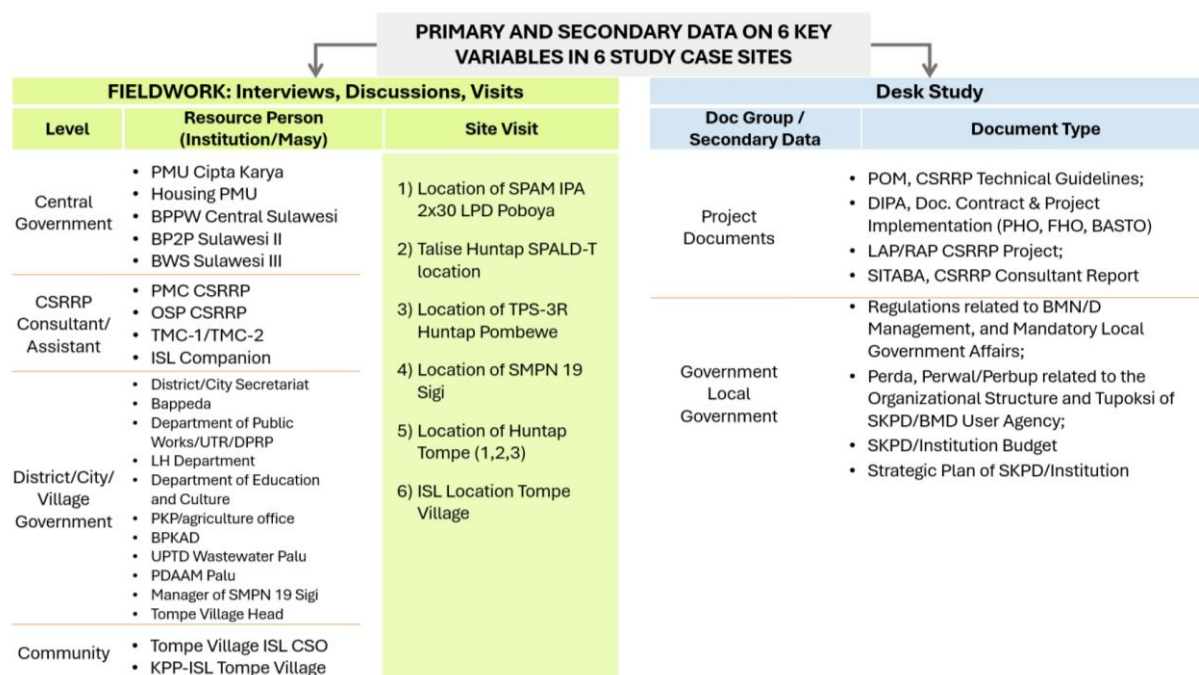 PRIMARY AND SECONDARY DATA ON 6 KEY
VARIABLES IN 6 STUDY CASE SITES
FIELDWORK: Interviews, Discussions, Visits
Level
Resource Person
(Institution/Masy)
Site Visit
Central
Government
• PMU Cipta Karya
• Housing PMU
• BPPW Central Sulawesi
• BP2P Sulawesi II
• BWS Sulawesi III
CSRRP
Consultant/
Assistant
• PMC CSRRP
• OSP CSRRP
• TMC-1/TMC-2
• ISL Companion
District/City/
Village
Government
• District/City Secretariat
• Bappeda
• Department of Public
Works/UTR/DPRP
• LH Department
• Department of Education
and Culture
• PKP/agriculture office
• BPKAD
• UPTD Wastewater Palu
• PDAAM Palu
• Manager of SMPN 19 Sigi
• Tompe Village Head
Community
• Tompe Village ISL CSO
• KPP-ISL Tompe Village
1) Location of SPAM IPA
2x30 LPD Poboya
2) Talise Huntap SPALD-T
location
3) Location of TPS-3R
Huntap Pombewe
4) Location of SMPN 19
Sigi
5) Location of Huntap
Tompe (1,2,3)
6) ISL Location Tompe
Village
Desk Study
Doc Group /
Secondary Data
Document Type
Project
Documents
• POM, CSRRP Technical Guidelines;
• DIPA, Doc. Contract & Project
Implementation (PHO, FHO, BASTO)
• LAP/RAP CSRRP Project;
• SITABA, CSRRP Consultant Report
Government
Local
Government
• Regulations related to BMN/D
Management, and Mandatory Local
Government Affairs;
• Perda, Perwal/Perbup related to the
Organizational Structure and Tupoksi of
SKPD/BMD User Agency;
• SKPD/Institution Budget
• Strategic Plan of SKPD/Institution